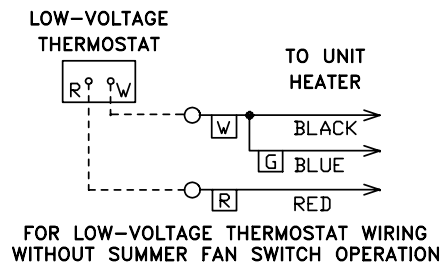 LOW-VOLTAGE
THERMOSTAT
TO UNIT
HEATER
R W
W
BLACK
G
BLUE
R
RED
FOR LOW-VOLTAGE THERMOSTAT WIRING
WITHOUT SUMMER FAN SWITCH OPERATION